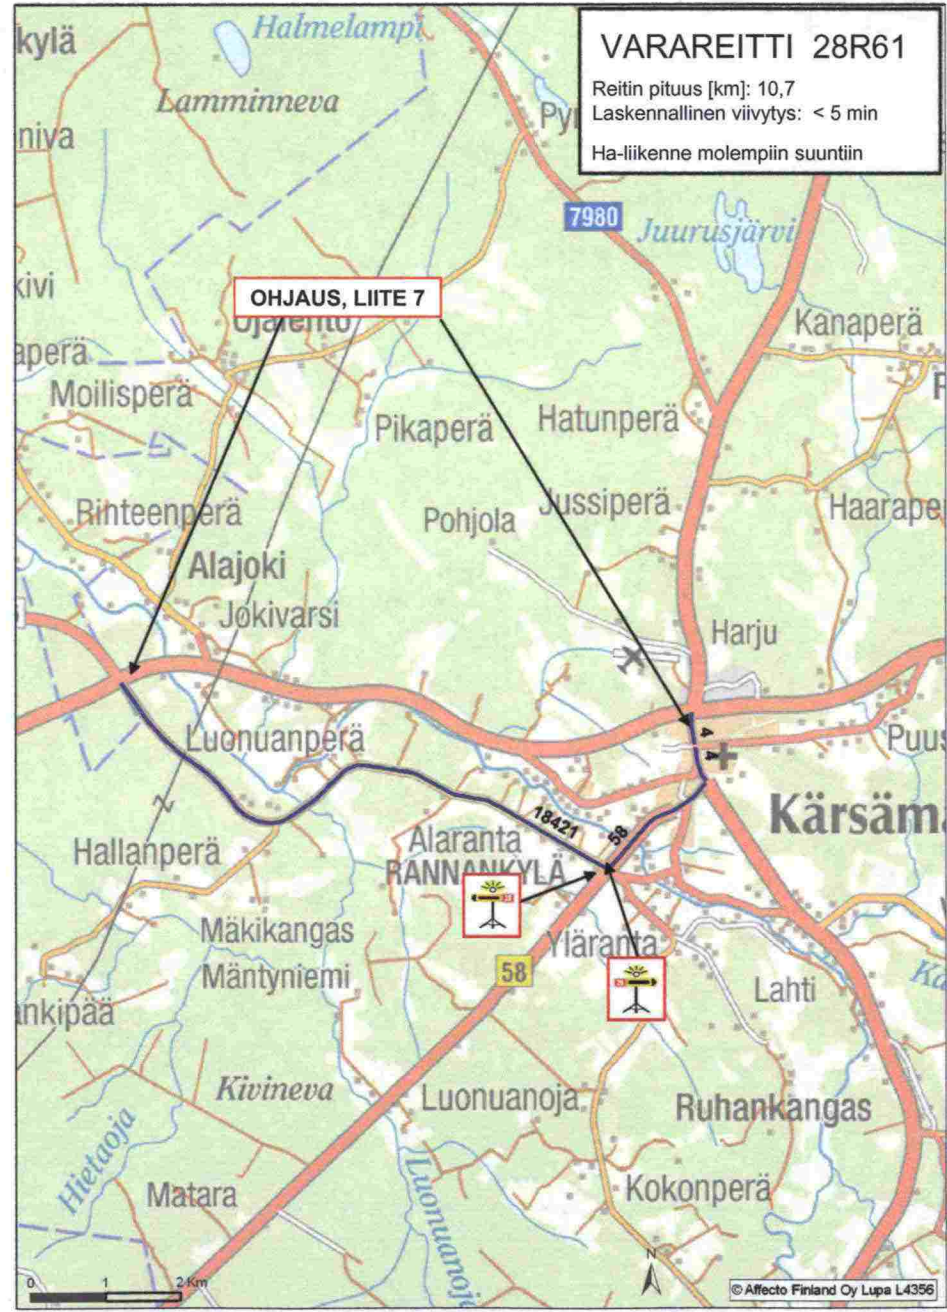 VARAREITTI 28R61
Reitin pituus [km]: 10,7
Laskennallinen viivytys: < 5 min
Ha-liikenne molempiin suuntiin
kylä
Halmelampi
Lamminneva
niva
7980
Juurusjärvi
kivi
OHJAUS, LIITE 7
Kanaperä
aperä
Moilisperä
Pikaperä
Hatunperä
Rihteenperä
Pohjola
Jussiperä
Haarape
Alajoki
Jokivarsi
Harju
4
4
Luonuanperä
Puus
Kärsäm
18421
58
Alaranta
Hallanperä
RANNANKYLÄ
Mäkikangas
Yläranta
58
Mäntyniemi
Lahti
ankipää
Kivineva
Luonuanoja
Ruhankangas
Hietaoja
Luonuanoja
Matara
Kokonperä
N
0 1 2 Km
© Affecto Finland Oy Lupa L4356